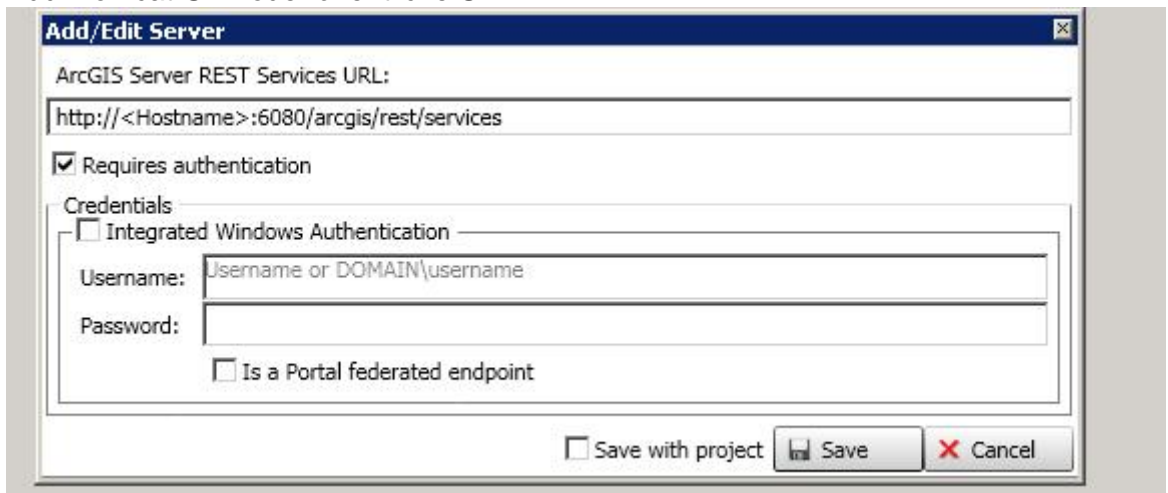 Add/Edit Server
ArcGIS Server REST Services URL:
http://<Hostname>:6080/arcgis/rest/services
Requires authentication
Credentials
Integrated Windows Authentication
Username: Username or DOMAIN\username
Password:
Is a Portal federated endpoint
Save with project Save Cancel